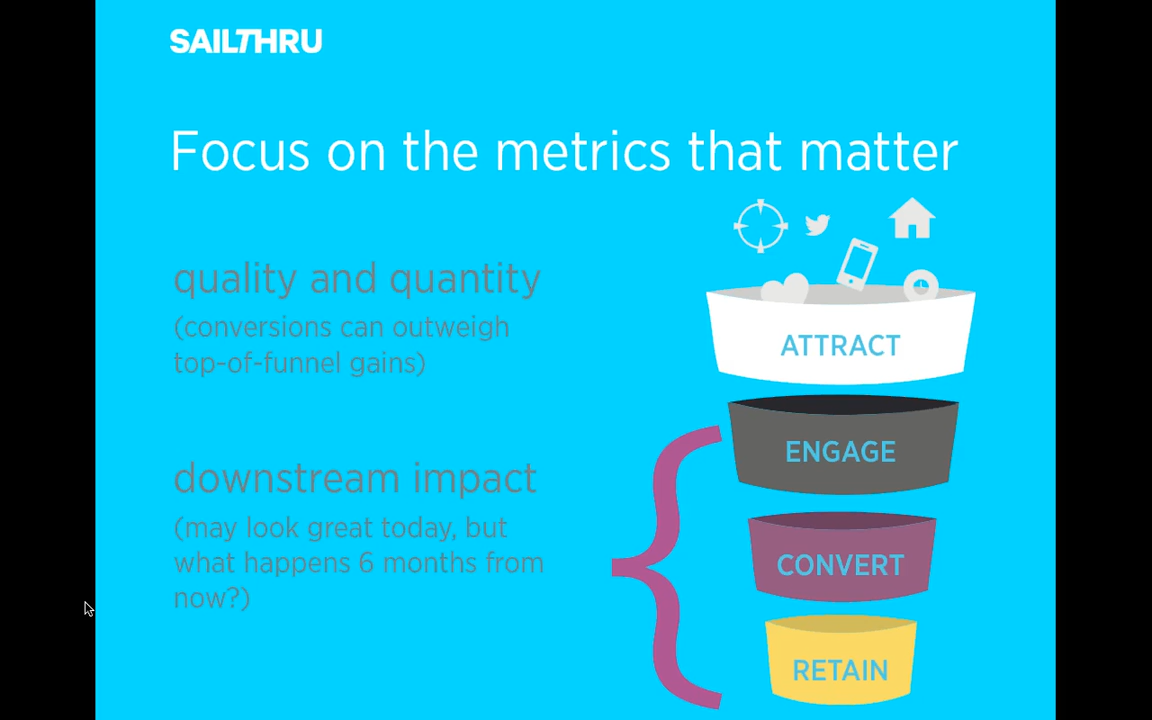 SAILTHRU
Focus on the metrics that matter
quality and quantity
(conversions can outweigh
top-of-funnel gains)
downstream impact
(may look great today, but
what happens 6 months from
now?)
ATTRACT
ENGAGE
CONVERT
RETAIN